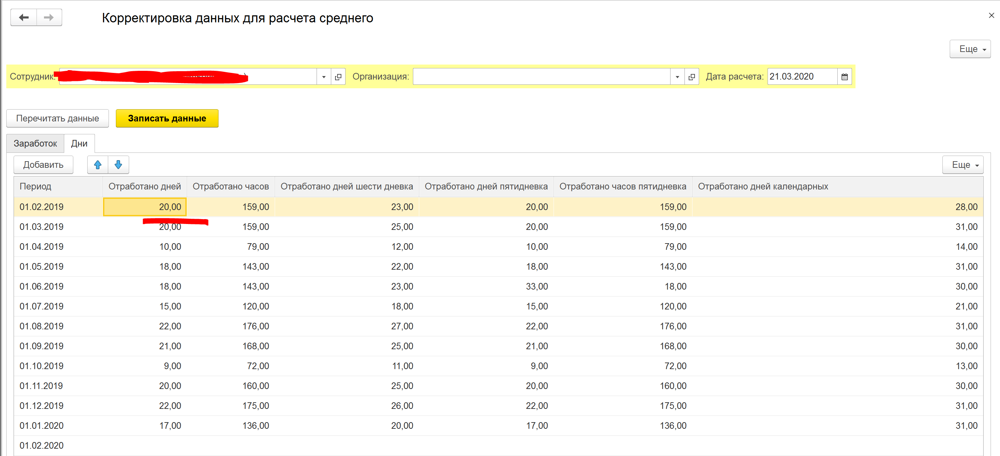 Корректировка данных для расчета среднего
Еще
Сотрудник: Организация: Дата расчета: 21.03.2020
Перечитать данные Записать данные
Заработок Дни
Добавить Еще
Период Отработано дней Отработано часов Отработано дней шести дневка Отработано дней пятидневка Отработано часов пятидневка Отработано дней календарных
01.02.2019 20,00 159,00 23,00 20,00 159,00 28,00
01.03.2019 20,00 159,00 25,00 20,00 159,00 31,00
01.04.2019 10,00 79,00 12,00 10,00 79,00 14,00
01.05.2019 18,00 143,00 22,00 18,00 143,00 31,00
01.06.2019 18,00 143,00 23,00 33,00 18,00 30,00
01.07.2019 15,00 120,00 18,00 15,00 120,00 21,00
01.08.2019 22,00 176,00 27,00 22,00 176,00 31,00
01.09.2019 21,00 168,00 25,00 21,00 168,00 30,00
01.10.2019 9,00 72,00 11,00 9,00 72,00 13,00
01.11.2019 20,00 160,00 25,00 20,00 160,00 30,00
01.12.2019 22,00 175,00 26,00 22,00 175,00 31,00
01.01.2020 17,00 136,00 20,00 17,00 136,00 31,00
01.02.2020